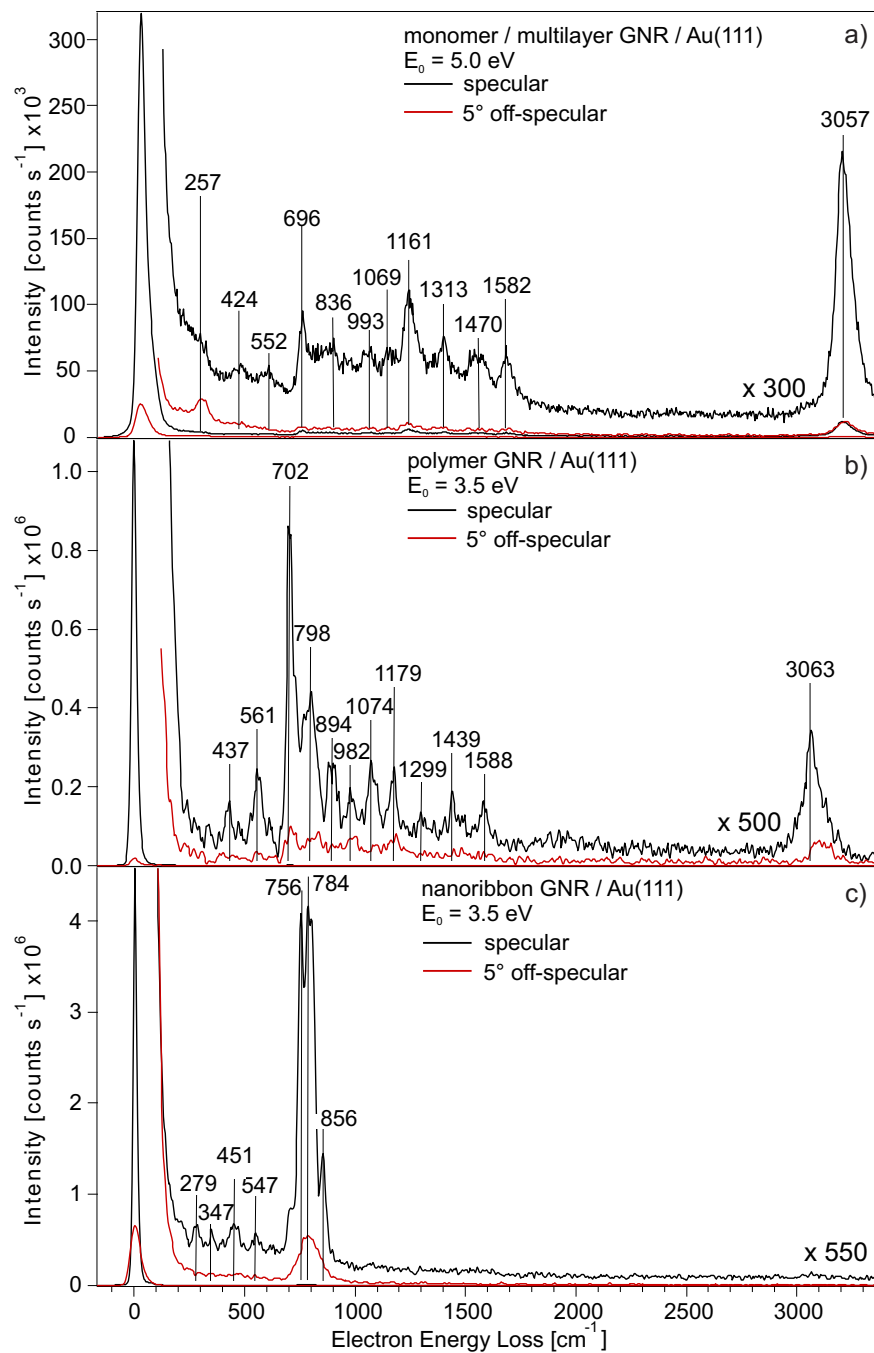 monomer / multilayer GNR / Au(111)
a)
E₀ = 5.0 eV
specular
5° off-specular
Intensity [counts s⁻¹] x10³
300
250
200
150
100
50
0
257
424
552
696
836
993
1069
1161
1313
1470
1582
3057
x 300
polymer GNR / Au(111)
b)
E₀ = 3.5 eV
specular
5° off-specular
Intensity [counts s⁻¹] x10⁶
1.0
0.8
0.6
0.4
0.2
0.0
437
561
702
798
894
982
1074
1179
1299
1439
1588
3063
x 500
nanoribbon GNR / Au(111)
c)
E₀ = 3.5 eV
specular
5° off-specular
Intensity [counts s⁻¹] x10⁶
4
3
2
1
0
279
347
451
547
756
784
856
x 550
0 500 1000 1500 2000 2500 3000
Electron Energy Loss [cm⁻¹]